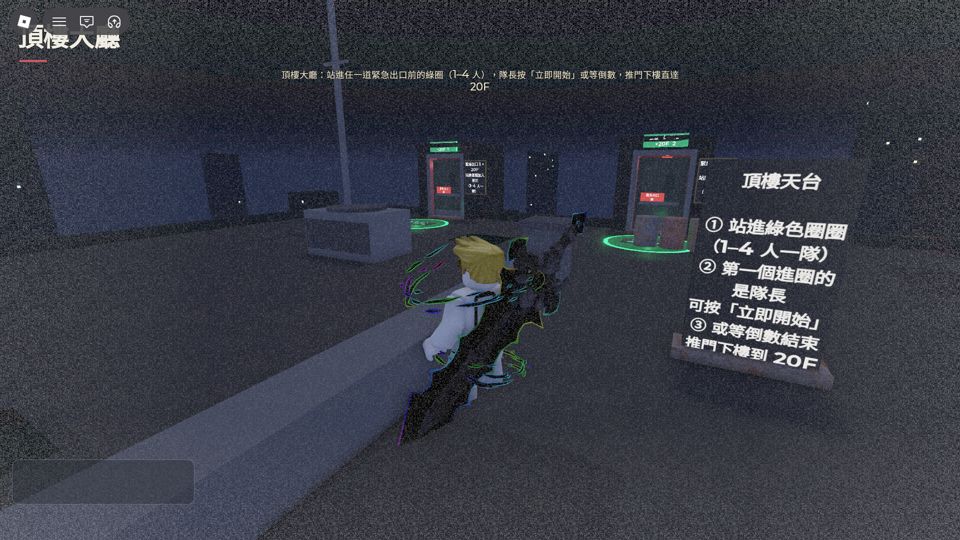 頂樓大廳
頂樓大廳：站進任一道緊急出口前的綠圈（1–4 人），隊長按「立即開始」或等倒數，推門下樓直達
20F
頂樓天台
① 站進綠色圈圈
（1–4 人一隊）
② 第一個進圈的
是隊長
可按「立即開始」
③ 或等倒數結束
推門下樓到 20F